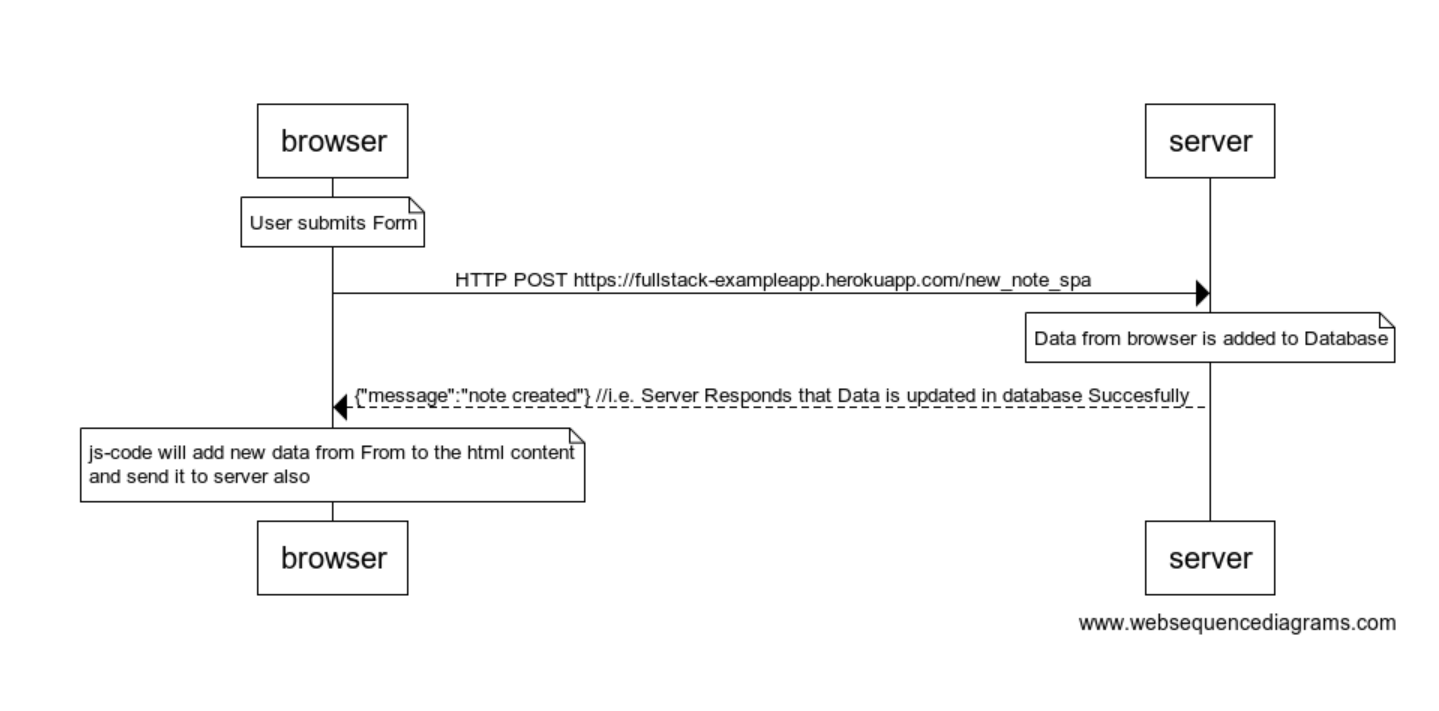 browser
server
User submits Form
HTTP POST https://fullstack-exampleapp.herokuapp.com/new_note_spa
Data from browser is added to Database
{"message":"note created"} //i.e. Server Responds that Data is updated in database Succesfully
js-code will add new data from From to the html content
and send it to server also
browser
server
www.websequencediagrams.com